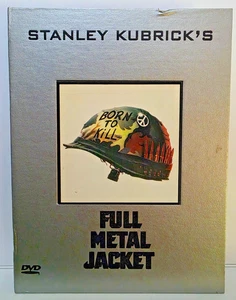 STANLEY KUBRICK'S
BORN
TO
KILL
FULL
METAL
JACKET
DVD